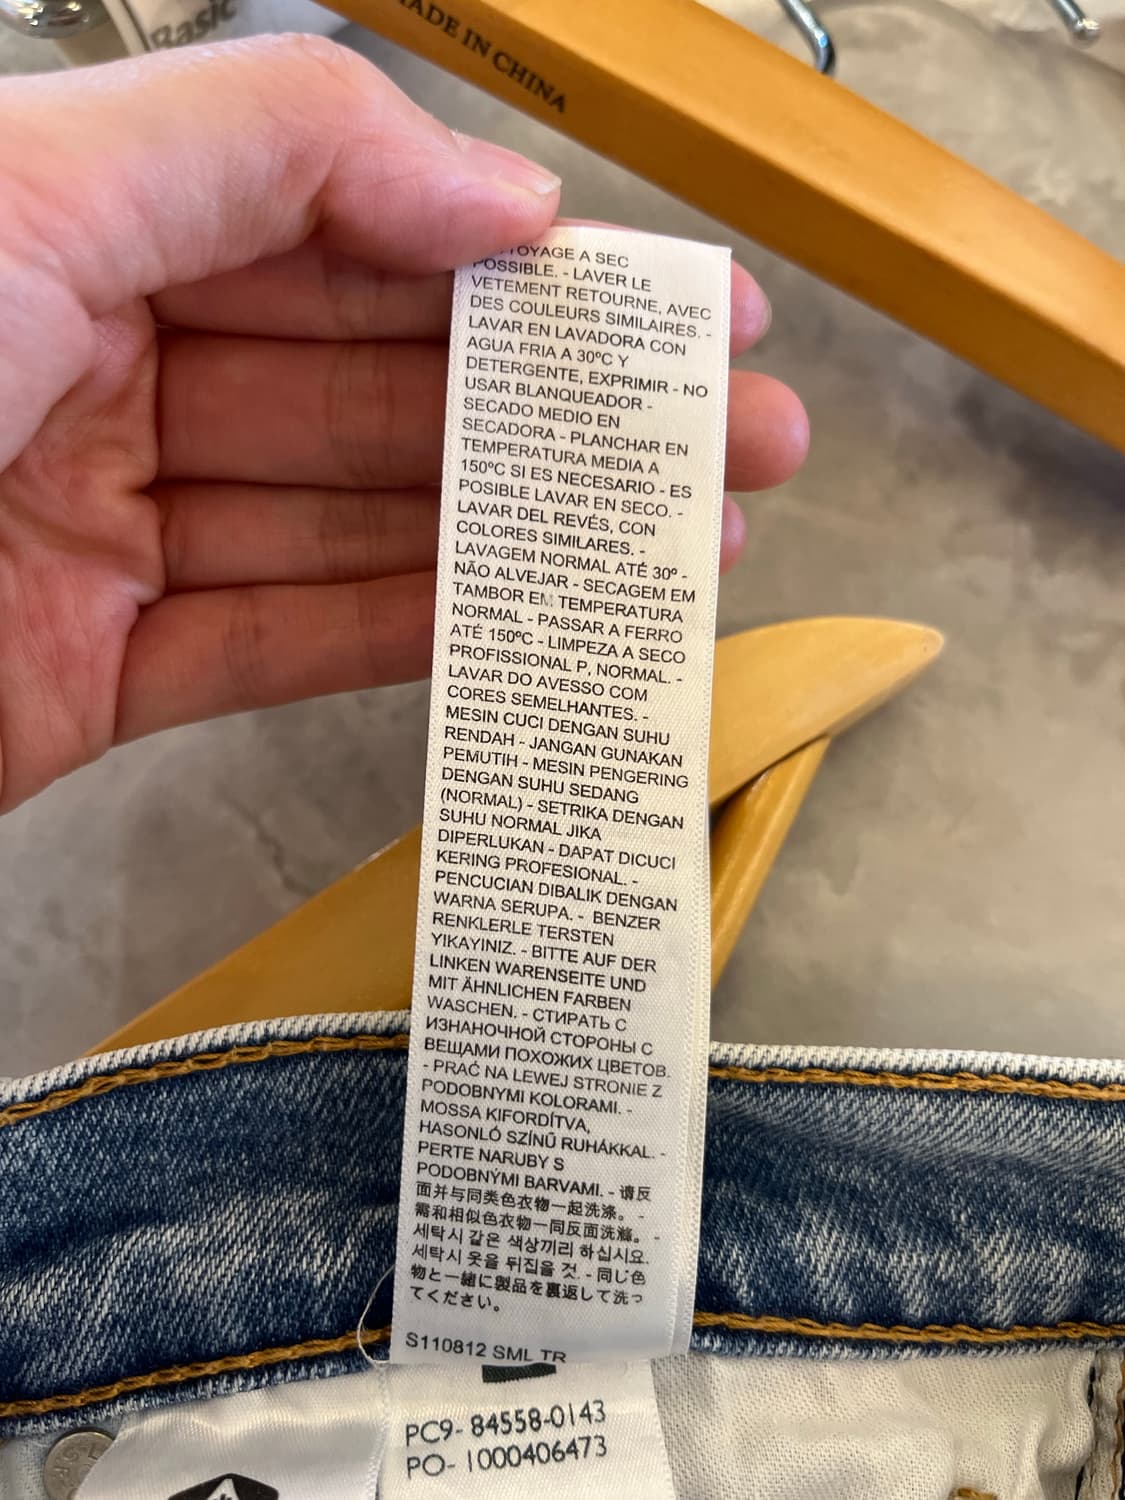 Basic
MADE IN CHINA
TOYAGE A SEC
POSSIBLE. - LAVER LE
VETEMENT RETOURNE, AVEC
DES COULEURS SIMILAIRES. -
LAVAR EN LAVADORA CON
AGUA FRIA A 30ºC Y
DETERGENTE, EXPRIMIR - NO
USAR BLANQUEADOR -
SECADO MEDIO EN
SECADORA - PLANCHAR EN
TEMPERATURA MEDIA A
150ºC SI ES NECESARIO - ES
POSIBLE LAVAR EN SECO. -
LAVAR DEL REVÉS, CON
COLORES SIMILARES. -
LAVAGEM NORMAL ATÉ 30º -
NÃO ALVEJAR - SECAGEM EM
TAMBOR EM TEMPERATURA
NORMAL - PASSAR A FERRO
ATÉ 150ºC - LIMPEZA A SECO
PROFISSIONAL P, NORMAL. -
LAVAR DO AVESSO COM
CORES SEMELHANTES. -
MESIN CUCI DENGAN SUHU
RENDAH - JANGAN GUNAKAN
PEMUTIH - MESIN PENGERING
DENGAN SUHU SEDANG
(NORMAL) - SETRIKA DENGAN
SUHU NORMAL JIKA
DIPERLUKAN - DAPAT DICUCI
KERING PROFESIONAL. -
PENCUCIAN DIBALIK DENGAN
WARNA SERUPA. - BENZER
RENKLERLE TERSTEN
YIKAYINIZ. - BITTE AUF DER
LINKEN WARENSEITE UND
MIT ÄHNLICHEN FARBEN
WASCHEN. - СТИРАТЬ С
ИЗНАНОЧНОЙ СТОРОНЫ С
ВЕЩАМИ ПОХОЖИХ ЦВЕТОВ.
- PRAĆ NA LEWEJ STRONIE Z
PODOBNYMI KOLORAMI. -
MOSSA KIFORDÍTVA,
HASONLÓ SZÍNŰ RUHÁKKAL. -
PERTE NARUBY S
PODOBNÝMI BARVAMI. - 请反
面并与同类色衣物一起洗涤。 -
需和相似色衣物一同反面洗滌。 -
세탁시 같은 색상끼리 하십시요.
세탁시 옷을 뒤집을 것. - 同じ色
物と一緒に製品を裏返して洗っ
てください。
S110812 SML TR
PC9- 84558-0143
PO- 1000406473